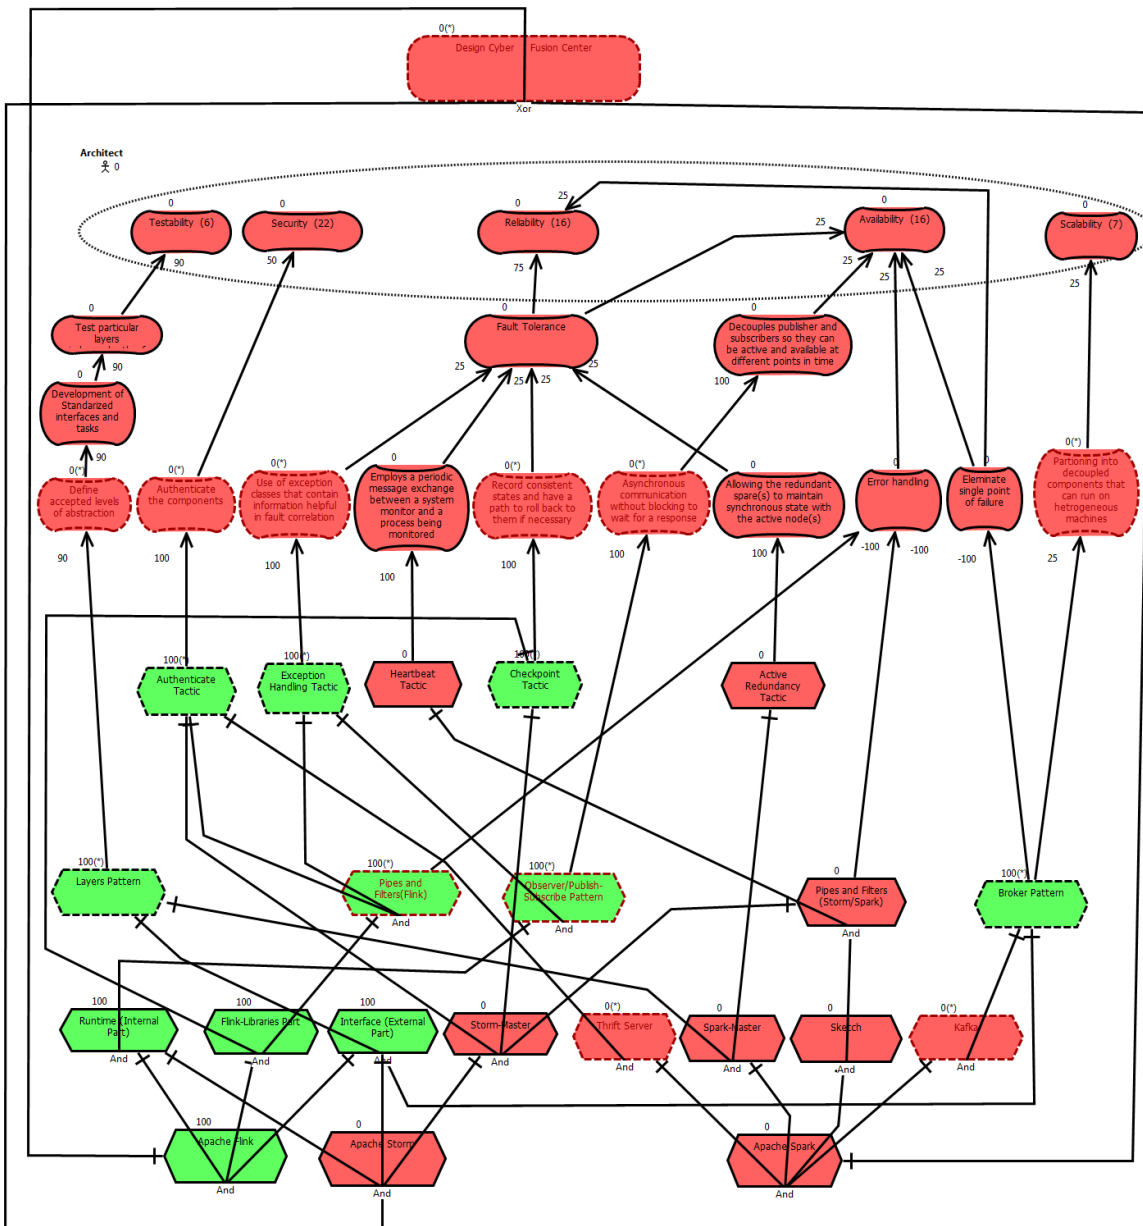 0(*)
Design Cyber Fusion Center
Xor
Architect
0
0
Testability (6)
90
0
Security (22)
50
0
Reliability (16)
25
75
0
Availability (16)
25
25
25
25
0
Scalability (7)
25
0
Test particular
layers
90
0
Fault Tolerance
25
25
25
25
0
Decouples publisher and
subscribers so they can
be active and available at
different points in time
100
0
Development of
Standarized
interfaces and
tasks
90
0(*)
Define
accepted levels
of abstraction
90
0(*)
Authenticate
the components
100
0(*)
Use of exception
classes that contain
information helpful
in fault correlation
100
0
Employs a periodic
message exchange
between a system
monitor and a
process being
monitored
100
0(*)
Record consistent
states and have a
path to roll back
to them if necessary
100
0(*)
Asynchronous
communication
without blocking to
wait for a response
100
0
Allowing the redundant
spare(s) to maintain
synchronous state with
the active node(s)
100
0
Error handling
-100
-100
0
Eleminate
single point
of failure
-100
0(*)
Partioning into
decoupled
components that
can run on
hetrogeneous
machines
25
100(*)
Authenticate
Tactic
100(*)
Exception
Handling Tactic
0
Heartbeat
Tactic
100(*)
Checkpoint
Tactic
0
Active
Redundancy
Tactic
100(*)
Layers Pattern
100(*)
Pipes and
Filters(Flink)
And
100(*)
Observer/Publish-
Subscribe Pattern
And
0
Pipes and Filters
(Storm/Spark)
And
100(*)
Broker Pattern
100
Runtime (Internal
Part)
And
100
Flink-Libraries Part
And
100
Interface (External
Part)
And
0
Storm-Master
And
0(*)
Thrift Server
And
0
Spark-Master
And
0
Sketch
And
0(*)
Kafka
And
100
Apache Flink
And
0
Apache Storm
And
0
Apache Spark
And